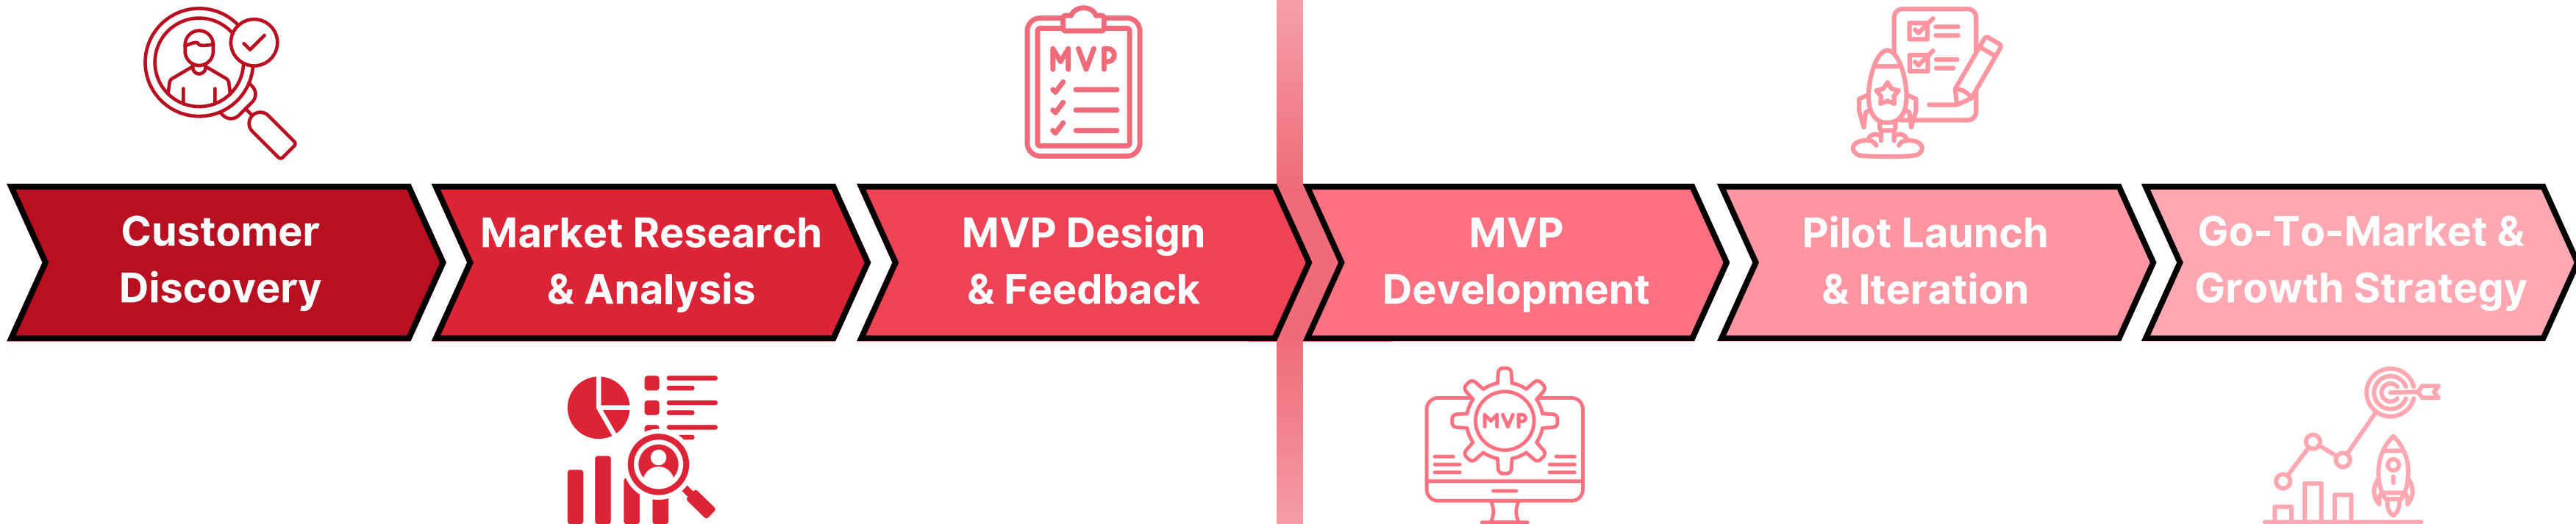 MVP
Customer
Discovery
Market Research
& Analysis
MVP Design
& Feedback
MVP
Development
Pilot Launch
& Iteration
Go-To-Market &
Growth Strategy
MVP